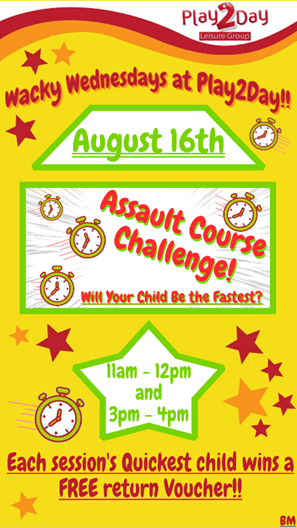 Play2Day
Leisure Group
Wacky Wednesdays at Play2Day!!
August 16th
Assault Course
Challenge!
Will Your Child Be the Fastest?
11am - 12pm
and
3pm - 4pm
Each session's Quickest child wins a
FREE return Voucher!!
BM